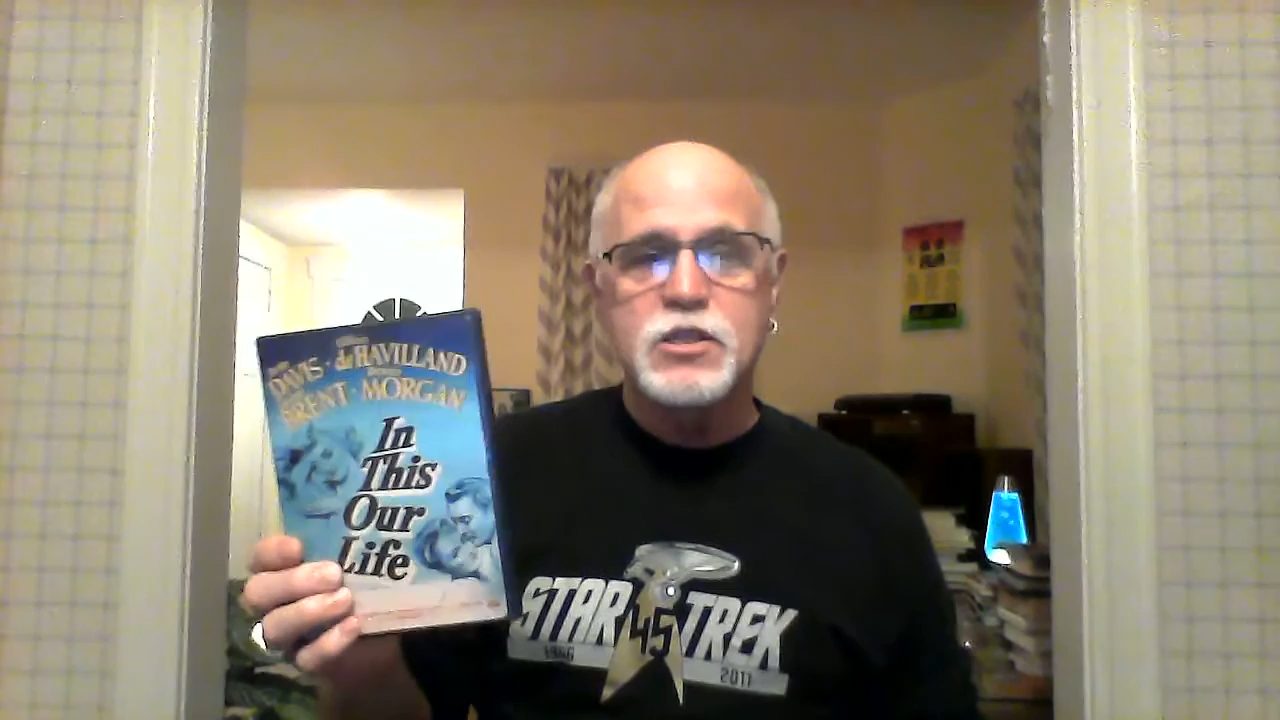 DAVIS · de HAVILLAND
BRENT · MORGAN
In
This
Our
Life
STAR TREK
45
1966 2011